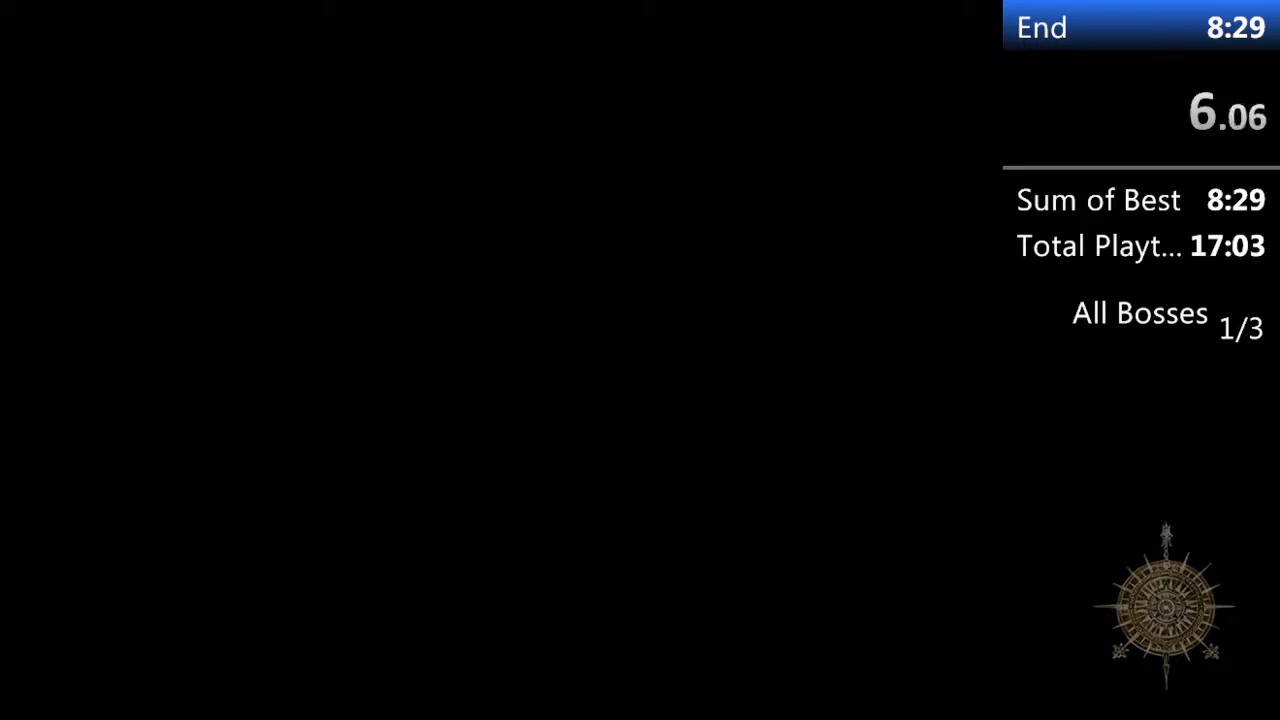 End 8:29
6.06
Sum of Best 8:29
Total Playt... 17:03
All Bosses 1/3